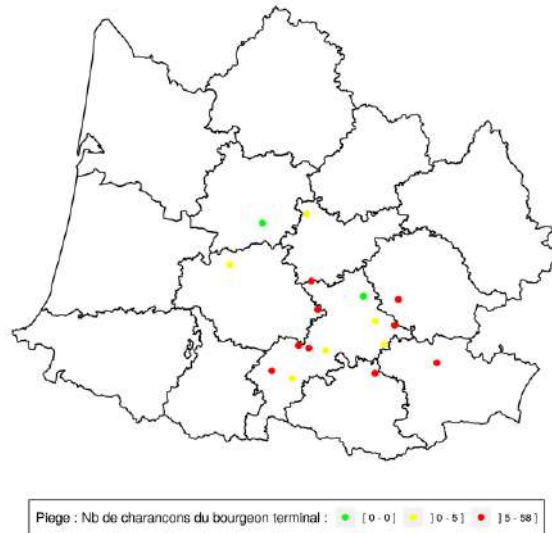 Piege : Nb de charancons du bourgeon terminal : [ 0 - 0 ] ] 0 - 5 ] ] 5 - 58 ]